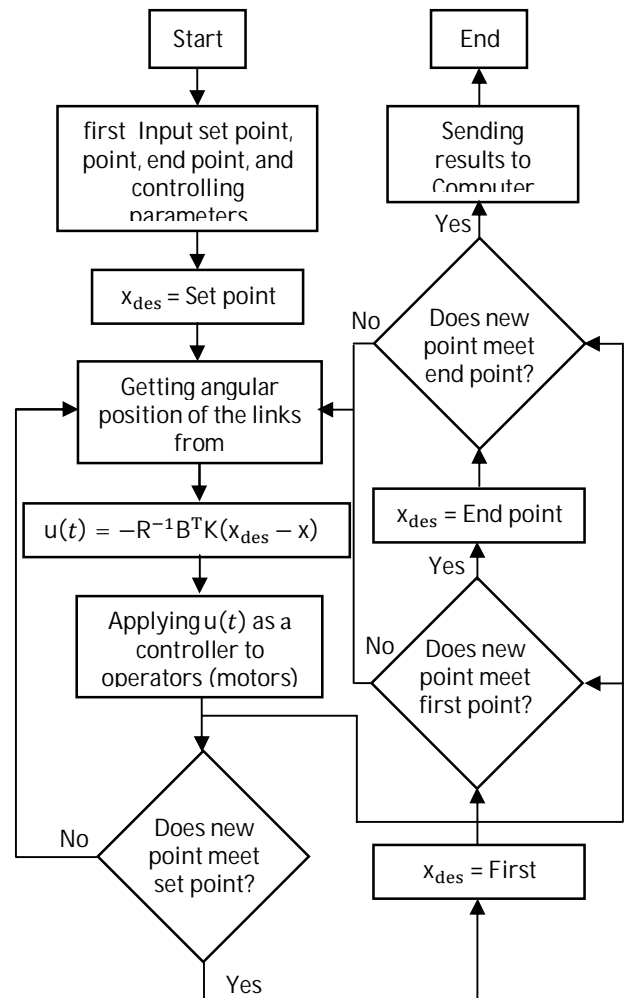 Start
first Input set point,
point, end point, and
controlling
parameters
x_des = Set point
Getting angular
position of the links
from
u(t) = −R⁻¹BᵀK(x_des − x)
Applying u(t) as a
controller to
operators (motors)
Does new
point meet
set point?
No
Yes
x_des = First
Does new
point meet
first point?
No
Yes
x_des = End point
Does new
point meet
end point?
No
Yes
Sending
results to
Computer
End